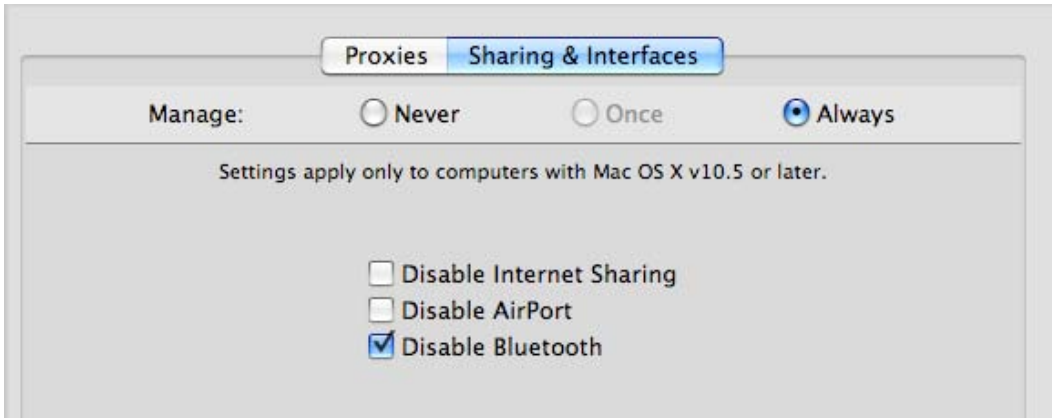 Proxies Sharing & Interfaces
Manage: Never Once Always
Settings apply only to computers with Mac OS X v10.5 or later.
Disable Internet Sharing
Disable AirPort
Disable Bluetooth